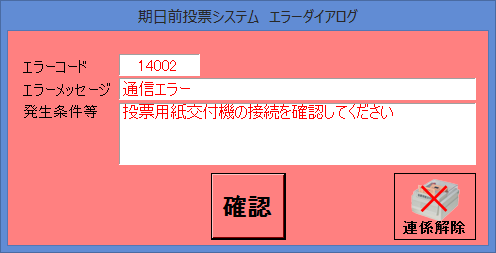 期日前投票システム　エラーダイアログ
エラーコード 14002
エラーメッセージ 通信エラー
発生条件等 投票用紙交付機の接続を確認してください
確認
連係解除